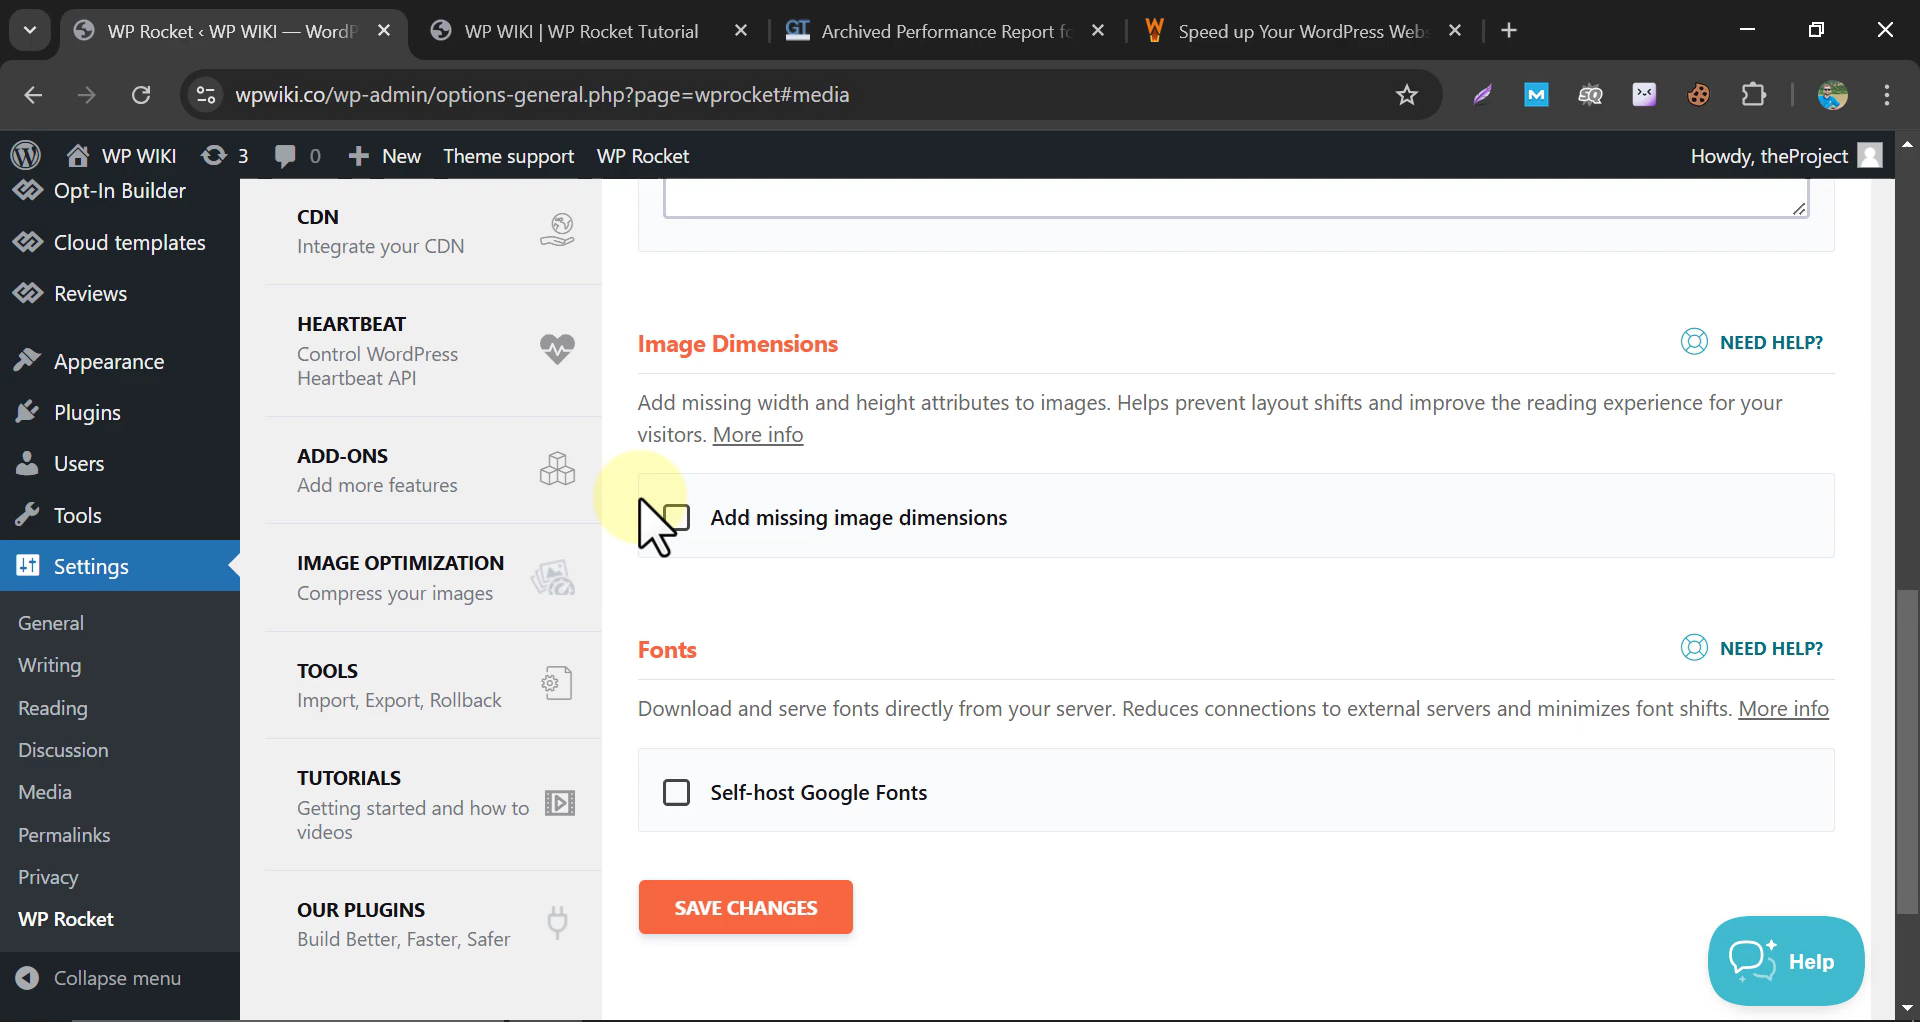 WP Rocket ‹ WP WIKI — WordP
WP WIKI | WP Rocket Tutorial
GT
Archived Performance Report fo
Speed up Your WordPress Web
wpwiki.co/wp-admin/options-general.php?page=wprocket#media
WP WIKI
3
0
New
Theme support
WP Rocket
Howdy, theProject
Opt-In Builder
Cloud templates
Reviews
Appearance
Plugins
Users
Tools
Settings
General
Writing
Reading
Discussion
Media
Permalinks
Privacy
WP Rocket
Collapse menu
CDN
Integrate your CDN
HEARTBEAT
Control WordPress
Heartbeat API
ADD-ONS
Add more features
IMAGE OPTIMIZATION
Compress your images
TOOLS
Import, Export, Rollback
TUTORIALS
Getting started and how to
videos
OUR PLUGINS
Build Better, Faster, Safer
Image Dimensions
NEED HELP?
Add missing width and height attributes to images. Helps prevent layout shifts and improve the reading experience for your
visitors. More info
Add missing image dimensions
Fonts
NEED HELP?
Download and serve fonts directly from your server. Reduces connections to external servers and minimizes font shifts. More info
Self-host Google Fonts
SAVE CHANGES
Help